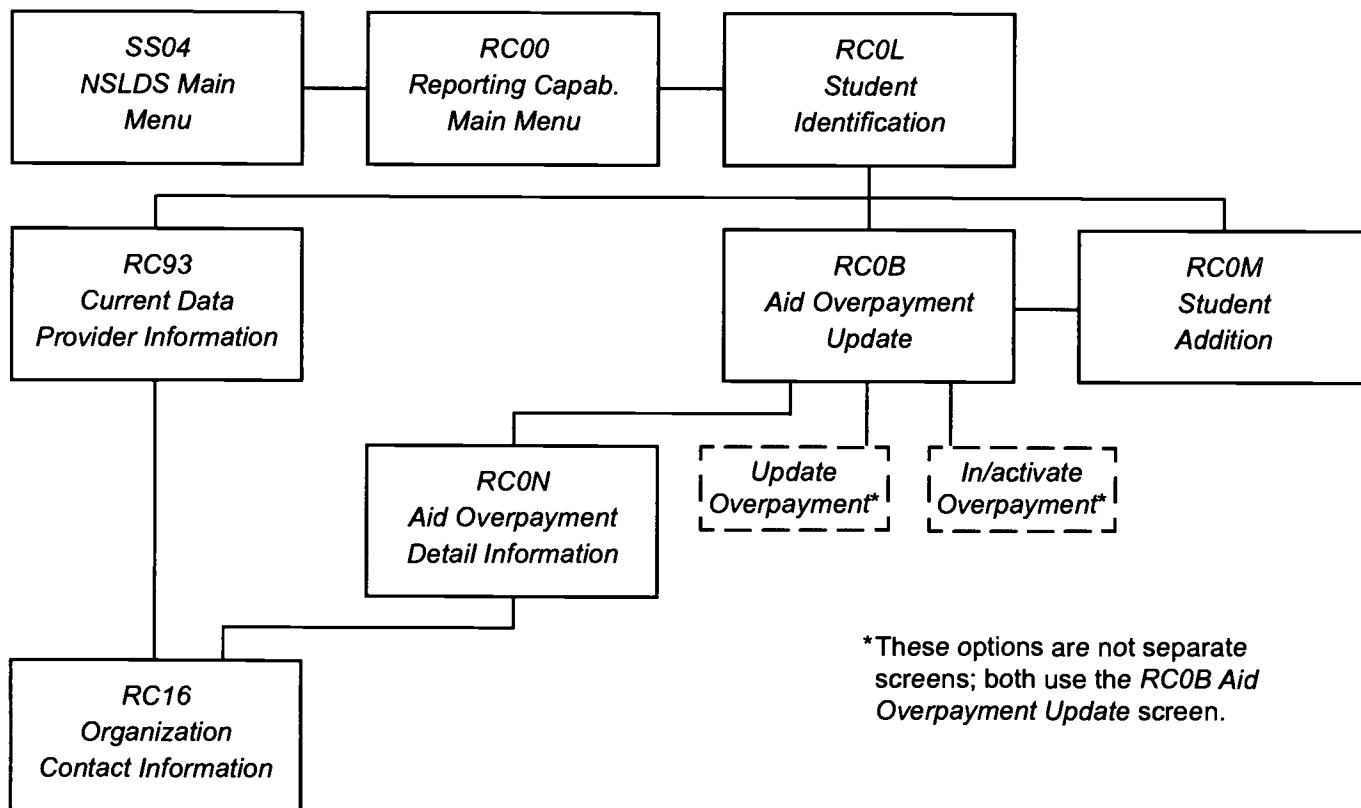 SS04
NSLDS Main
Menu
RC00
Reporting Capab.
Main Menu
RC0L
Student
Identification
RC93
Current Data
Provider Information
RC0B
Aid Overpayment
Update
RC0M
Student
Addition
RC0N
Aid Overpayment
Detail Information
Update
Overpayment*
In/activate
Overpayment*
RC16
Organization
Contact Information
*These options are not separate
screens; both use the RC0B Aid
Overpayment Update screen.